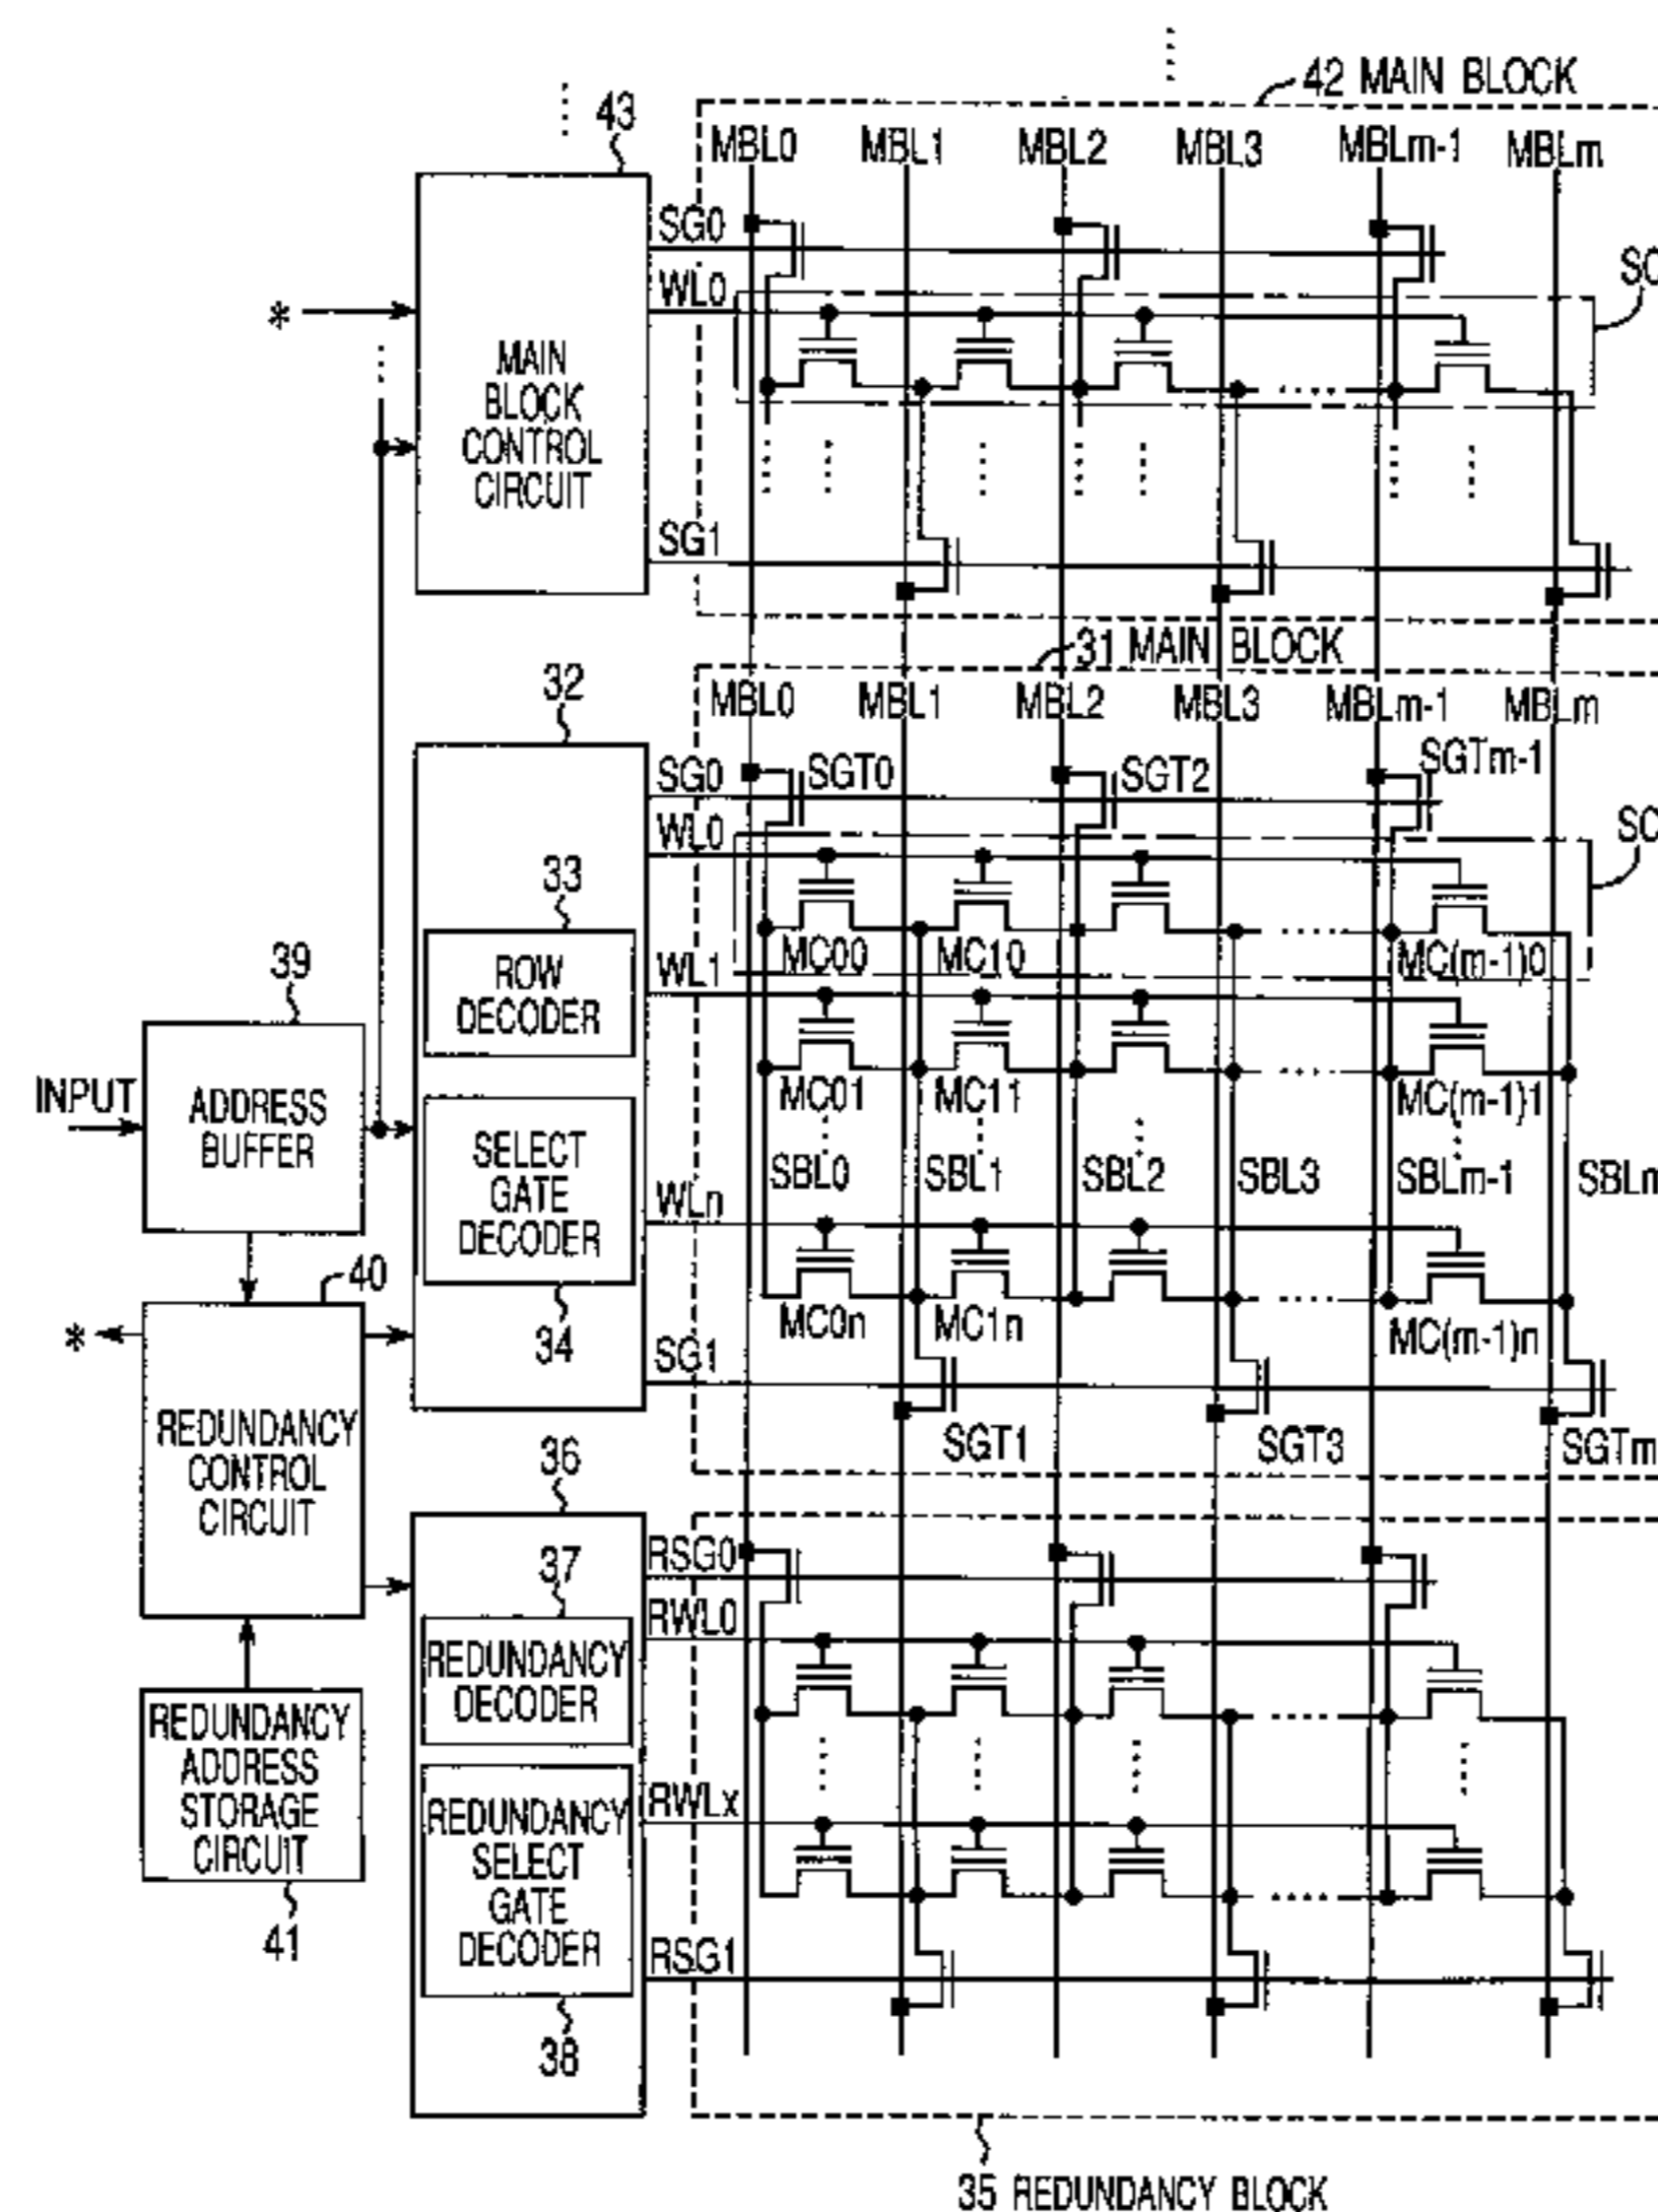 42 MAIN BLOCK
43
MBL0 MBL1 MBL2 MBL3 MBLm-1 MBLm
SG0
WL0
SC
*
MAIN
BLOCK
CONTROL
CIRCUIT
SG1
31 MAIN BLOCK
32
MBL0 MBL1 MBL2 MBL3 MBLm-1 MBLm
SG0 SGT0 SGT2 SGTm-1
WL0
SC
33
MC00 MC10 MC(m-1)0
ROW
DECODER
WL1
39
INPUT
ADDRESS
BUFFER
MC01 MC11 MC(m-1)1
SELECT
GATE
DECODER
SBL0 SBL1 SBL2 SBL3 SBLm-1 SBLm
WLn
40
34
MC0n MC1n MC(m-1)n
*
SG1
REDUNDANCY
CONTROL
CIRCUIT
SGT1 SGT3 SGTm
36
37
RSG0
RWL0
REDUNDANCY
DECODER
REDUNDANCY
ADDRESS
STORAGE
CIRCUIT
RWLx
REDUNDANCY
SELECT
GATE
DECODER
41
RSG1
38
35 REDUNDANCY BLOCK